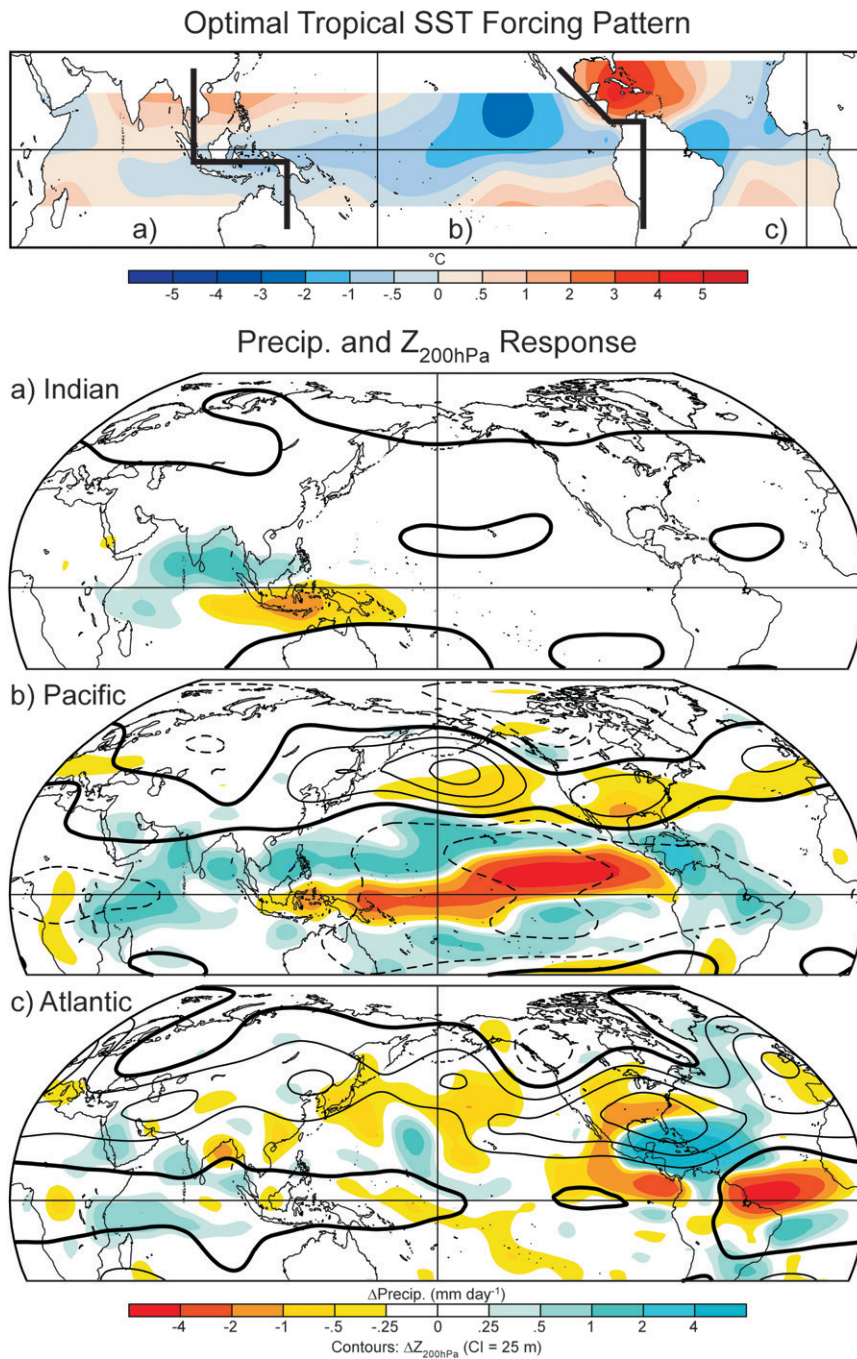 Optimal Tropical SST Forcing Pattern
a) b) c)
°C
-5 -4 -3 -2 -1 -.5 0 .5 1 2 3 4 5
Precip. and Z200hPa Response
a) Indian
b) Pacific
c) Atlantic
ΔPrecip. (mm day-1)
-4 -2 -1 -.5 -.25 0 .25 .5 1 2 4
Contours: ΔZ200hPa (CI = 25 m)